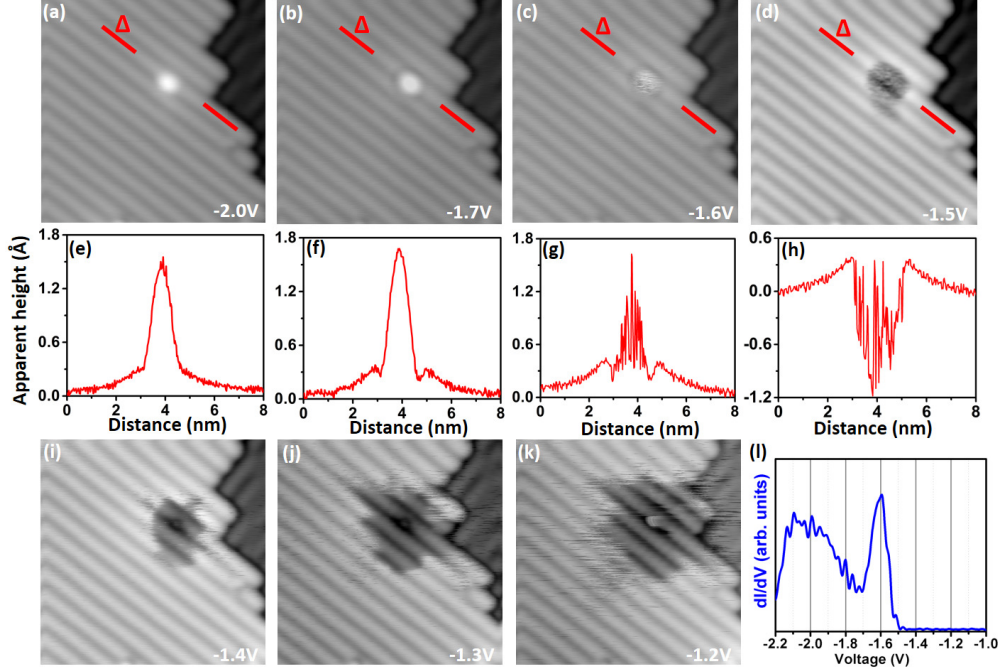 (a) Δ -2.0V
(b) Δ -1.7V
(c) Δ -1.6V
(d) Δ -1.5V
Apparent height (Å)
(e)
1.8
1.2
0.6
0.0
0 2 4 6 8
Distance (nm)
(f)
1.8
1.2
0.6
0.0
0 2 4 6 8
Distance (nm)
(g)
1.8
1.2
0.6
0.0
0 2 4 6 8
Distance (nm)
(h)
0.6
0.0
-0.6
-1.2
0 2 4 6 8
Distance (nm)
(i) -1.4V
(j) -1.3V
(k) -1.2V
(l)
dI/dV (arb. units)
-2.2 -2.0 -1.8 -1.6 -1.4 -1.2 -1.0
Voltage (V)